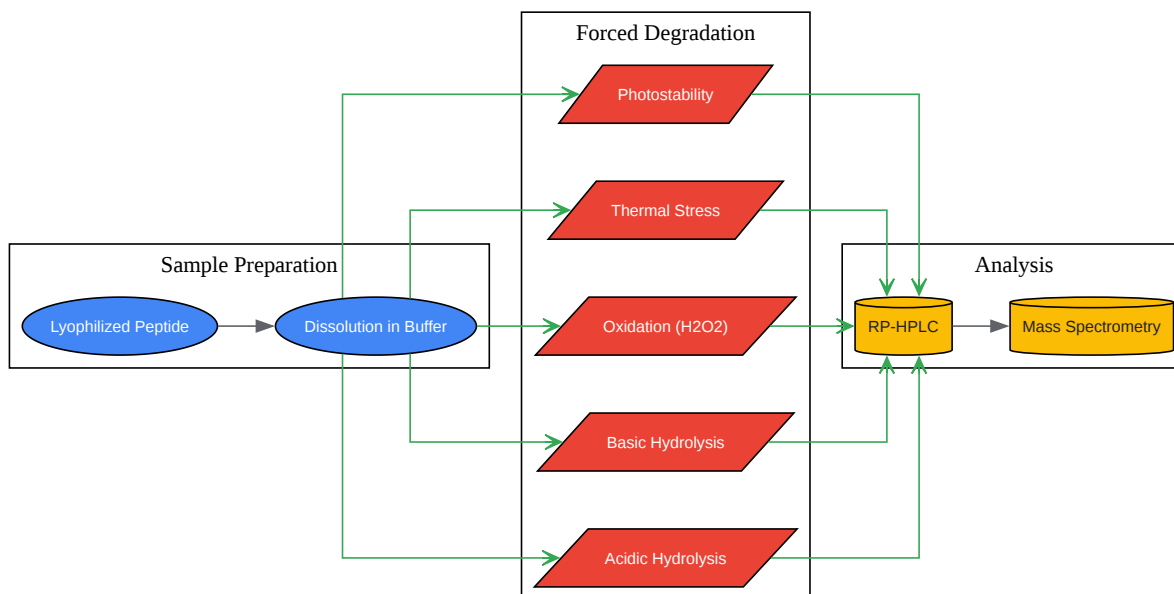 Forced Degradation
Photostability
Thermal Stress
Sample Preparation
Analysis
Lyophilized Peptide
Dissolution in Buffer
Oxidation (H2O2)
RP-HPLC
Mass Spectrometry
Basic Hydrolysis
Acidic Hydrolysis